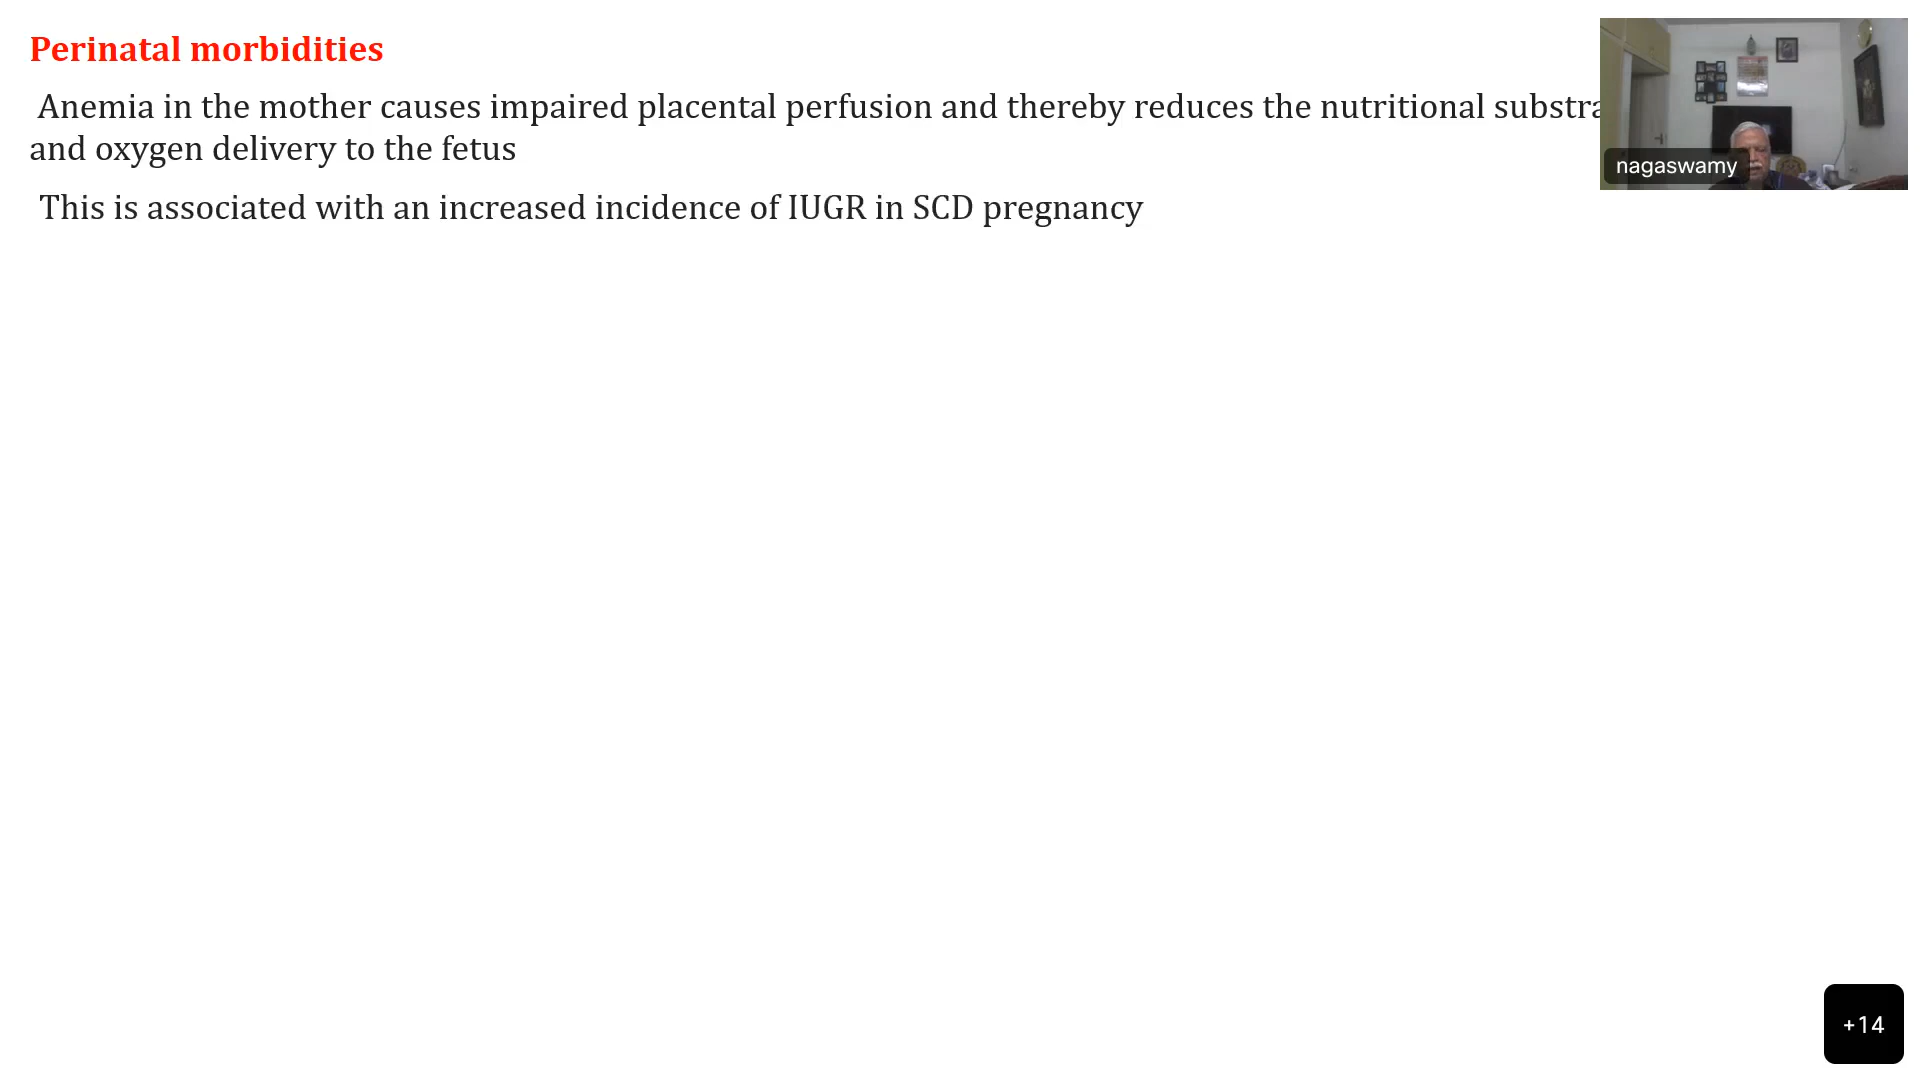 Perinatal morbidities
Anemia in the mother causes impaired placental perfusion and thereby reduces the nutritional
and oxygen delivery to the fetus
This is associated with an increased incidence of IUGR in SCD pregnancy
nagaswamy
+14